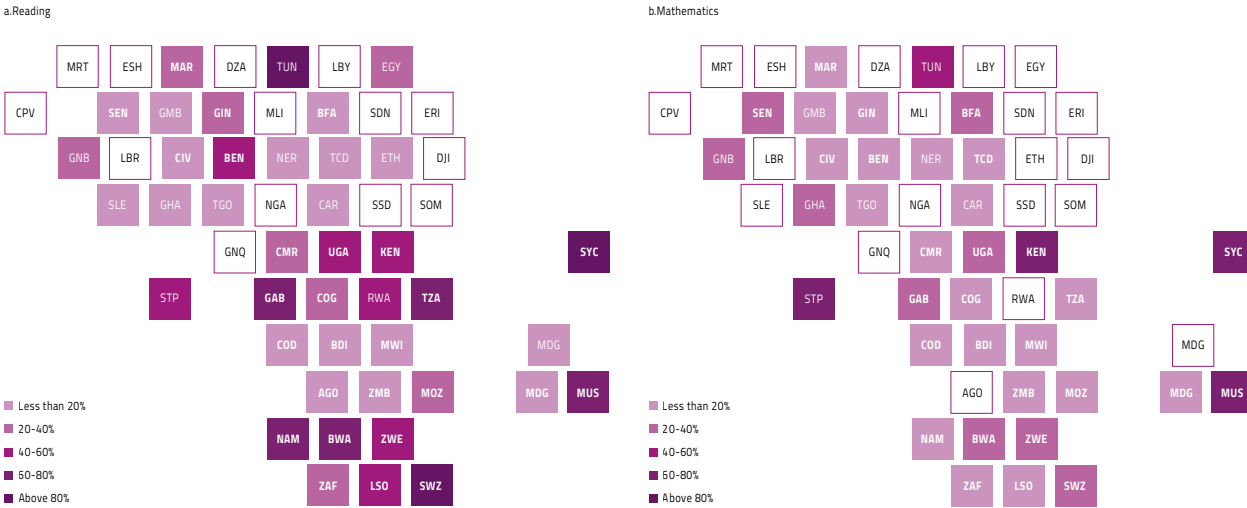 a.Reading
MRT ESH MAR DZA TUN LBY EGY
CPV SEN GMB GIN MLI BFA SDN ERI
GNB LBR CIV BEN NER TCD ETH DJI
SLE GHA TGO NGA CAR SSD SOM
GNQ CMR UGA KEN SYC
STP GAB COG RWA TZA
COD BDI MWI MDG
AGO ZMB MOZ MDG MUS
NAM BWA ZWE
ZAF LSO SWZ
Less than 20%
20-40%
40-60%
60-80%
Above 80%
b.Mathematics
MRT ESH MAR DZA TUN LBY EGY
CPV SEN GMB GIN MLI BFA SDN ERI
GNB LBR CIV BEN NER TCD ETH DJI
SLE GHA TGO NGA CAR SSD SOM
GNQ CMR UGA KEN SYC
STP GAB COG RWA TZA
COD BDI MWI MDG
AGO ZMB MOZ MDG MUS
NAM BWA ZWE
ZAF LSO SWZ
Less than 20%
20-40%
40-60%
60-80%
Above 80%